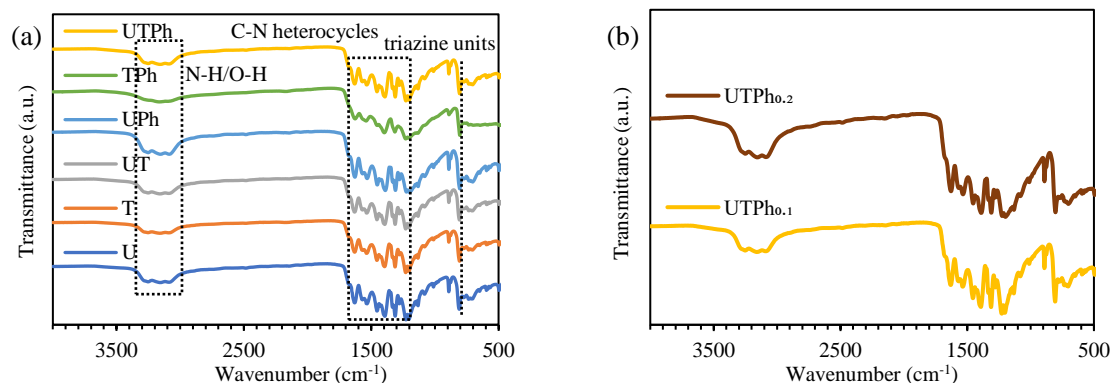 (a)
UTPh
C-N heterocycles
triazine units
TPh
N-H/O-H
UPh
UT
T
U
Transmittance (a.u.)
3500 2500 1500 500
Wavenumber (cm⁻¹)
(b)
UTPh₀.₂
UTPh₀.₁
Transmittance (a.u.)
3500 2500 1500 500
Wavenumber (cm⁻¹)